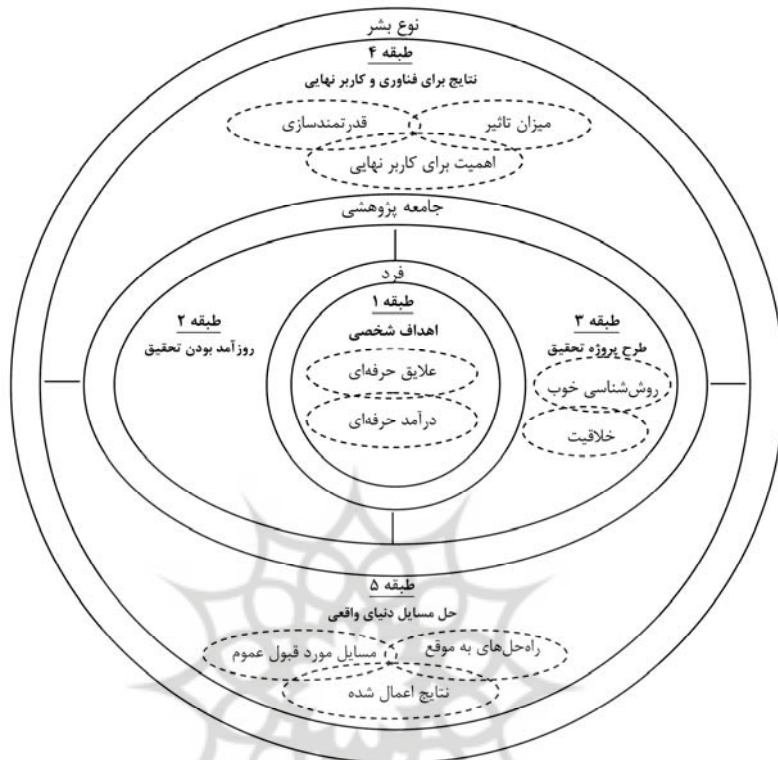 نوع بشر
طبقه ۴
نتایج برای فناوری و کاربر نهایی
میزان تاثیر
قدرتمندسازی
اهمیت برای کاربر نهایی
جامعه پژوهشی
فرد
طبقه ۱
اهداف شخصی
علایق حرفه‌ای
درآمد حرفه‌ای
طبقه ۳
طرح پروژه تحقیق
روش‌شناسی خوب
خلاقیت
طبقه ۲
روزآمد بودن تحقیق
طبقه ۵
حل مسایل دنیای واقعی
راه‌حل‌های به موقع
مسایل مورد قبول عموم
نتایج اعمال شده